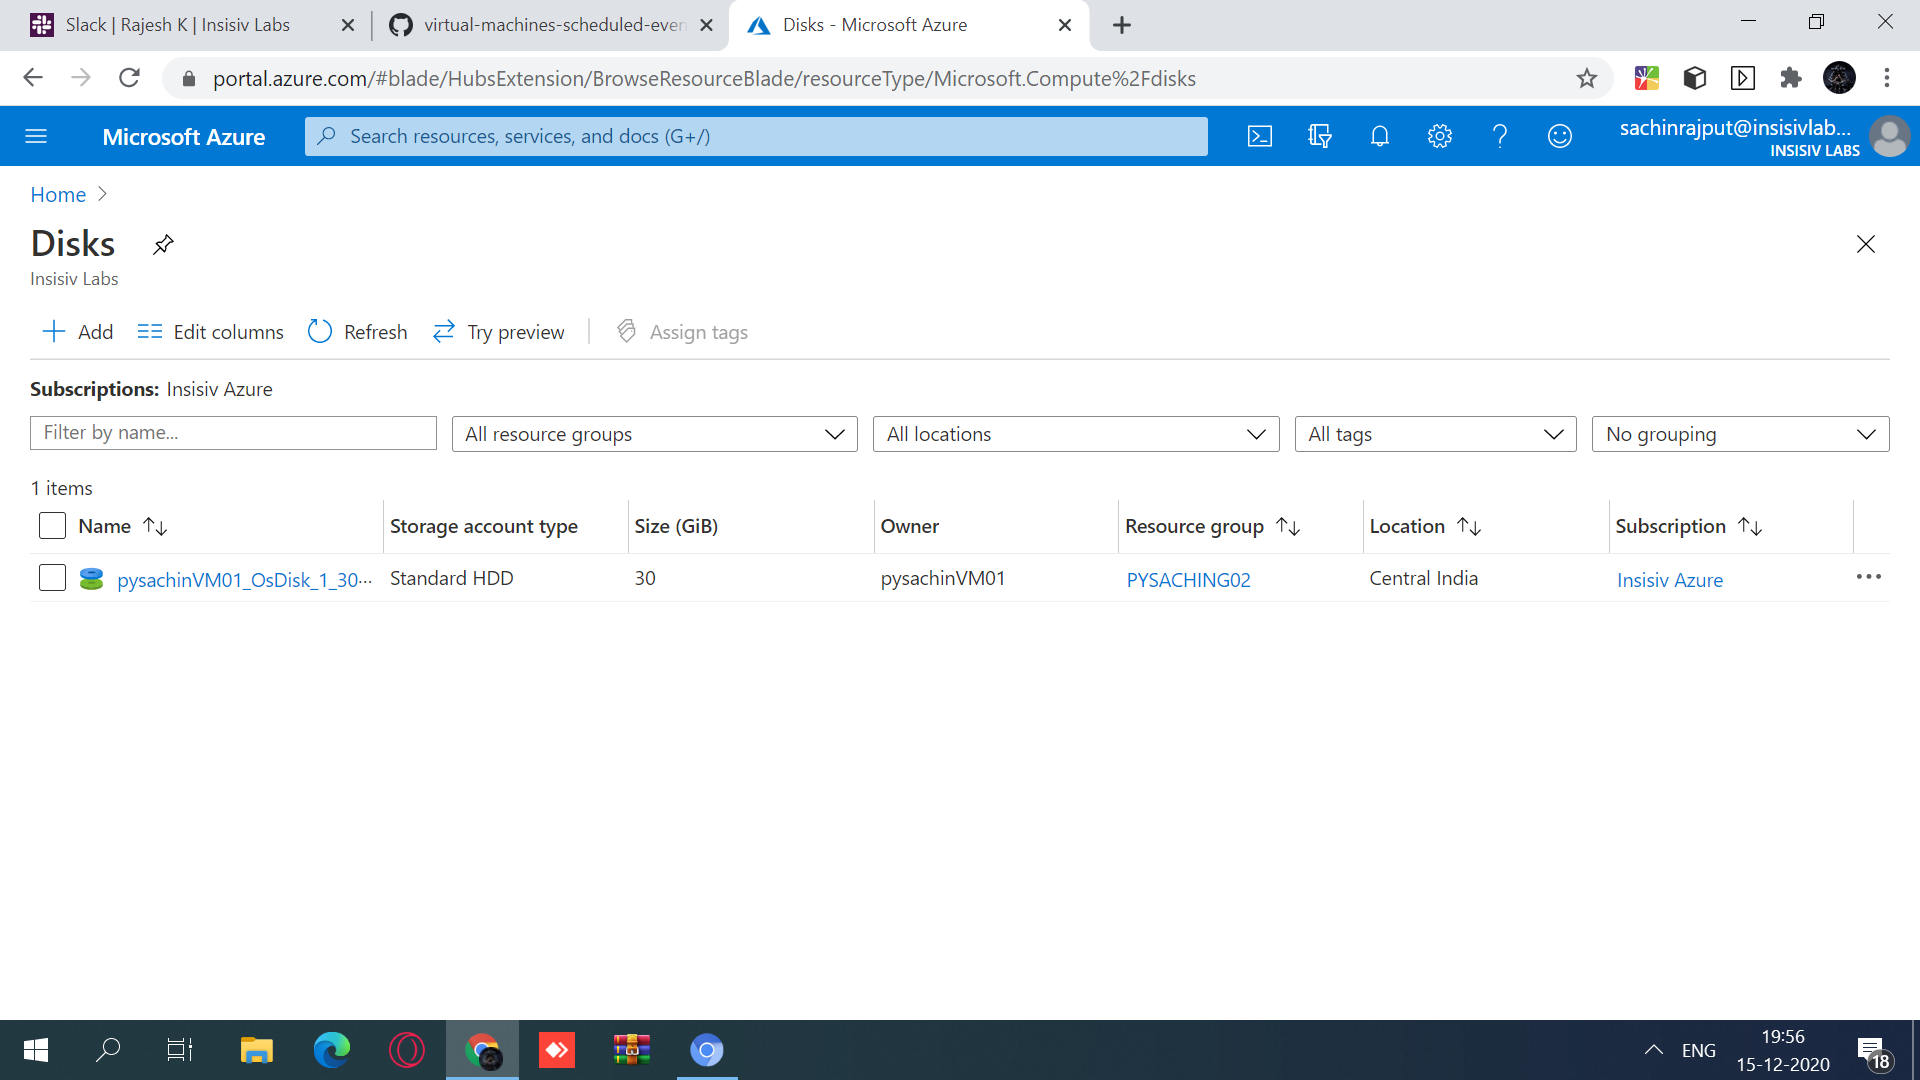 Slack | Rajesh K | Insisiv Labs
virtual-machines-scheduled-even
Disks - Microsoft Azure
portal.azure.com/#blade/HubsExtension/BrowseResourceBlade/resourceType/Microsoft.Compute%2Fdisks
Microsoft Azure
Search resources, services, and docs (G+/)
sachinrajput@insisivlab...
INSISIV LABS
Home
Disks
Insisiv Labs
Add
Edit columns
Refresh
Try preview
Assign tags
Subscriptions: Insisiv Azure
Filter by name...
All resource groups
All locations
All tags
No grouping
1 items
Name
Storage account type
Size (GiB)
Owner
Resource group
Location
Subscription
pysachinVM01_OsDisk_1_30...
Standard HDD
30
pysachinVM01
PYSACHING02
Central India
Insisiv Azure
ENG
19:56
15-12-2020
18